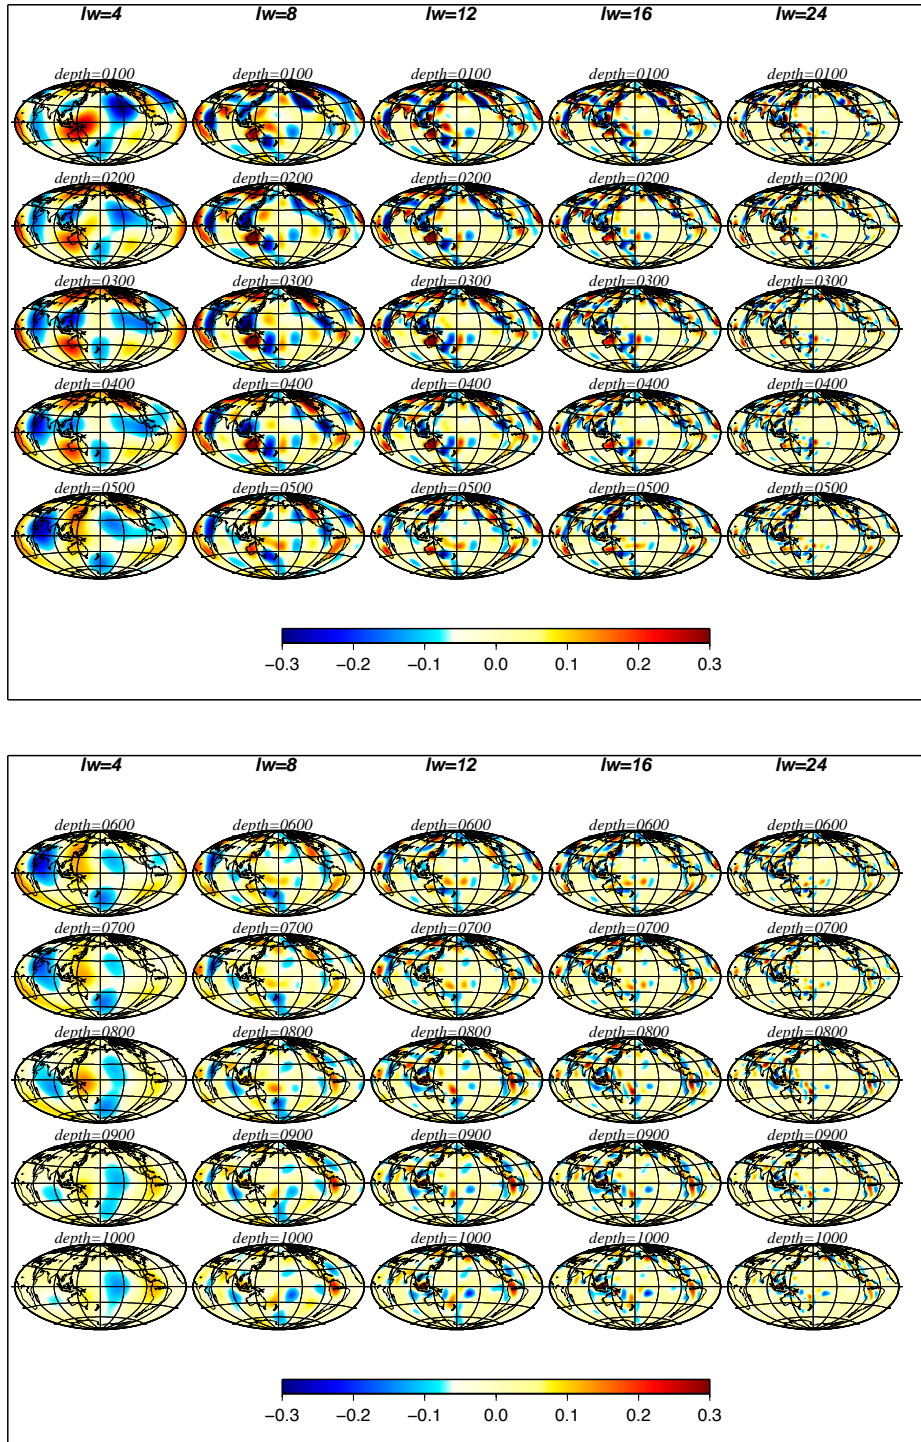 lw=4 lw=8 lw=12 lw=16 lw=24
depth=0100 depth=0100 depth=0100 depth=0100 depth=0100
depth=0200 depth=0200 depth=0200 depth=0200 depth=0200
depth=0300 depth=0300 depth=0300 depth=0300 depth=0300
depth=0400 depth=0400 depth=0400 depth=0400 depth=0400
depth=0500 depth=0500 depth=0500 depth=0500 depth=0500
−0.3 −0.2 −0.1 0.0 0.1 0.2 0.3
lw=4 lw=8 lw=12 lw=16 lw=24
depth=0600 depth=0600 depth=0600 depth=0600 depth=0600
depth=0700 depth=0700 depth=0700 depth=0700 depth=0700
depth=0800 depth=0800 depth=0800 depth=0800 depth=0800
depth=0900 depth=0900 depth=0900 depth=0900 depth=0900
depth=1000 depth=1000 depth=1000 depth=1000 depth=1000
−0.3 −0.2 −0.1 0.0 0.1 0.2 0.3